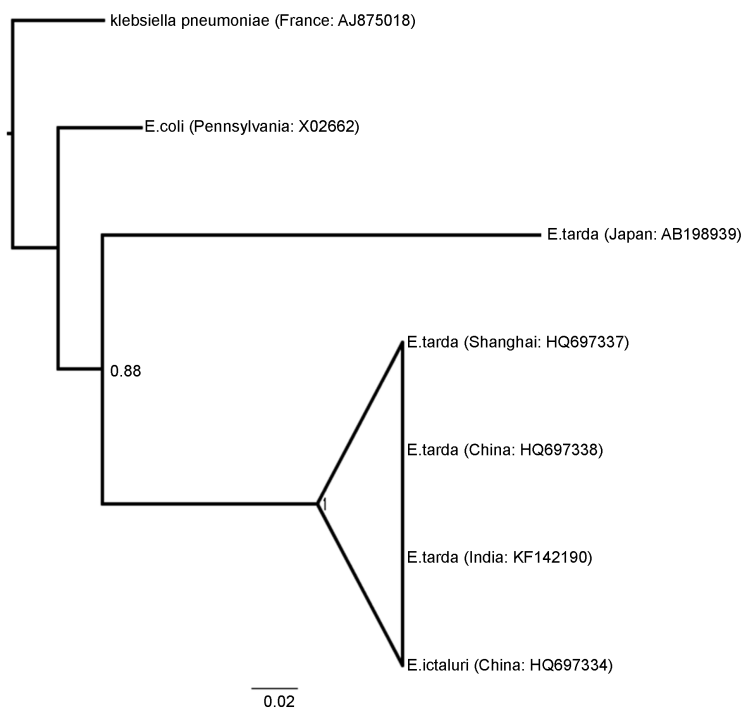 klebsiella pneumoniae (France: AJ875018)
E.coli (Pennsylvania: X02662)
E.tarda (Japan: AB198939)
E.tarda (Shanghai: HQ697337)
0.88
E.tarda (China: HQ697338)
1
E.tarda (India: KF142190)
E.ictaluri (China: HQ697334)
0.02